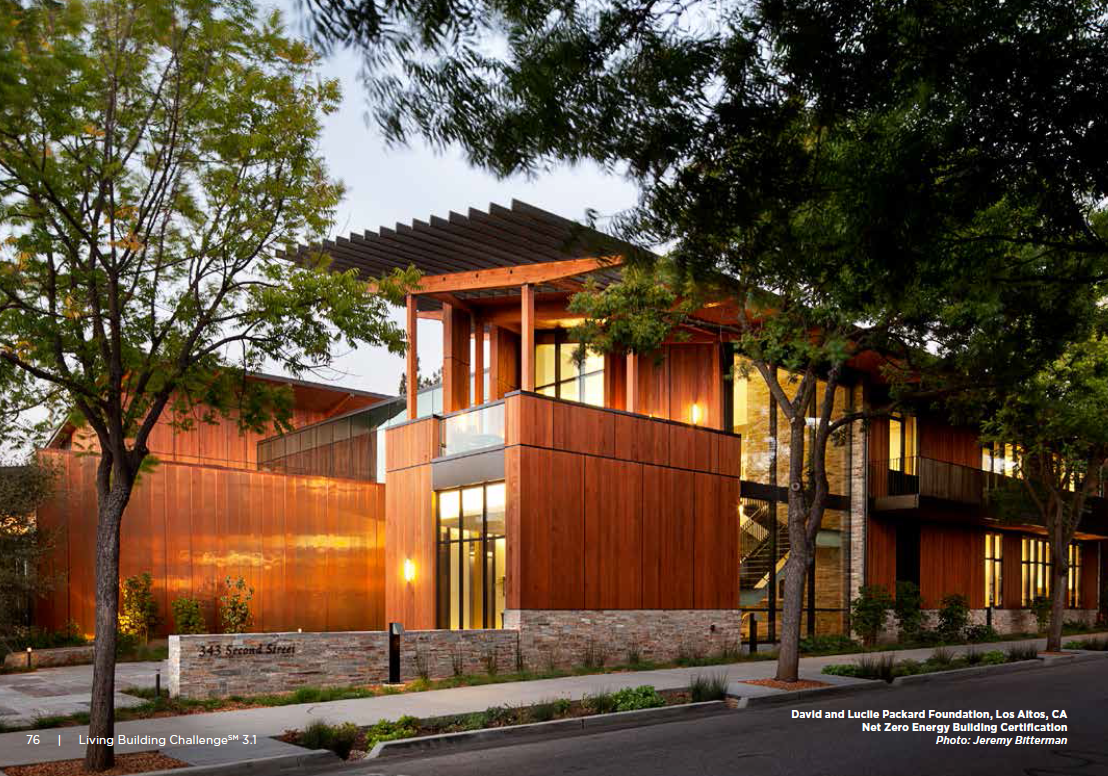 343 Second Street
David and Lucile Packard Foundation, Los Altos, CA
Net Zero Energy Building Certification
Photo: Jeremy Bitterman
76 | Living Building Challenge℠ 3.1